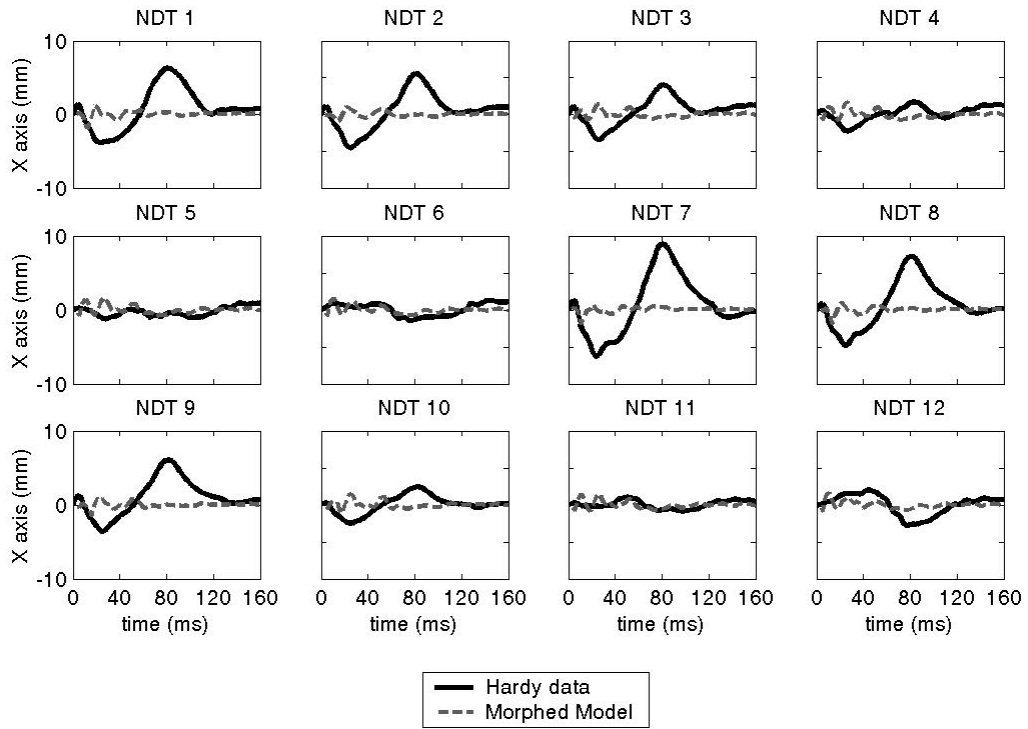 NDT 1 NDT 2 NDT 3 NDT 4
10
0
-10
X axis (mm)
NDT 5 NDT 6 NDT 7 NDT 8
10
0
-10
X axis (mm)
NDT 9 NDT 10 NDT 11 NDT 12
10
0
-10
X axis (mm)
0 40 80 120 160 0 40 80 120 160 0 40 80 120 160 0 40 80 120 160
time (ms) time (ms) time (ms) time (ms)
Hardy data
Morphed Model